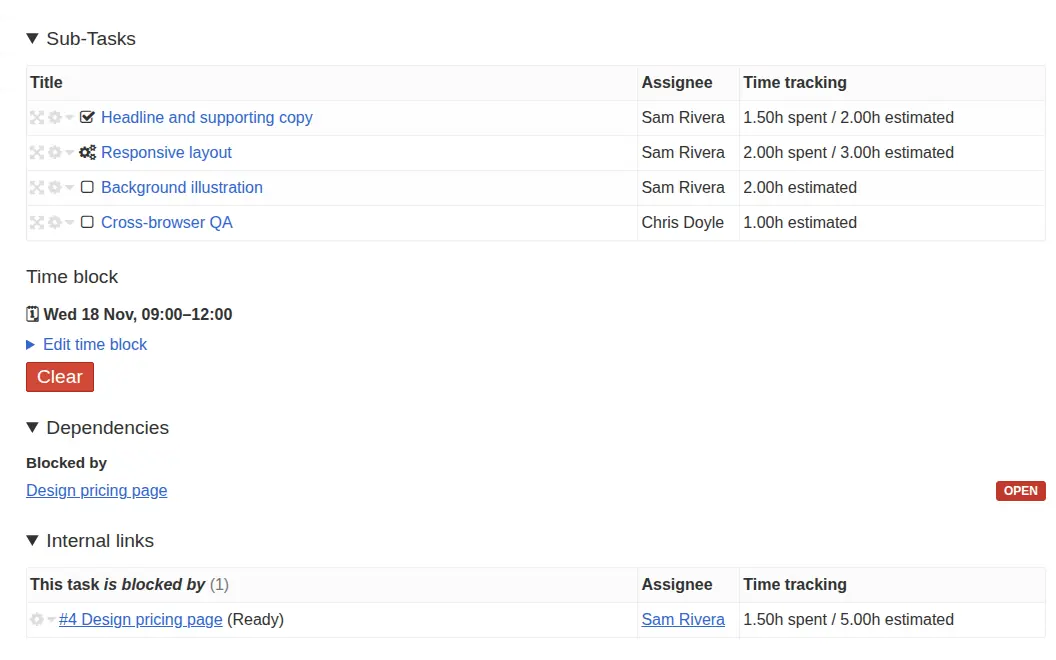 Sub-Tasks
Title Assignee Time tracking
Headline and supporting copy Sam Rivera 1.50h spent / 2.00h estimated
Responsive layout Sam Rivera 2.00h spent / 3.00h estimated
Background illustration Sam Rivera 2.00h estimated
Cross-browser QA Chris Doyle 1.00h estimated
Time block
Wed 18 Nov, 09:00–12:00
Edit time block
Clear
Dependencies
Blocked by
Design pricing page OPEN
Internal links
This task is blocked by (1) Assignee Time tracking
#4 Design pricing page (Ready) Sam Rivera 1.50h spent / 5.00h estimated